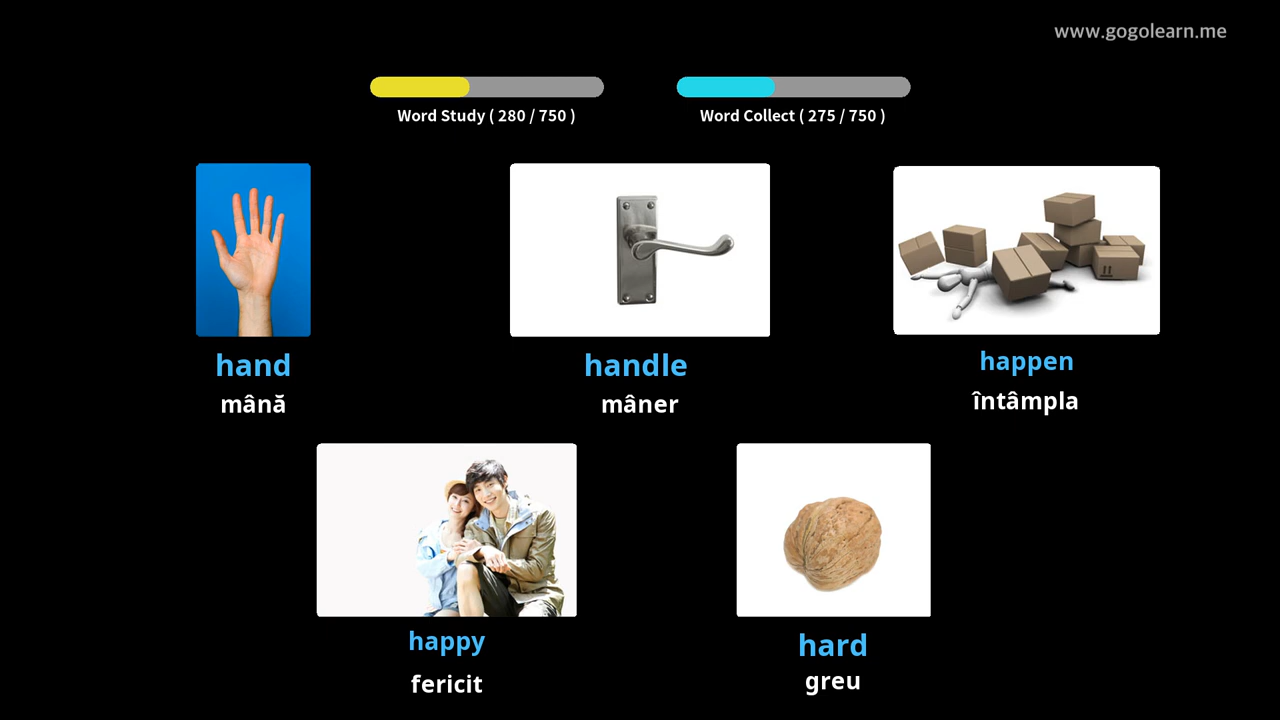 www.gogolearn.me
Word Study ( 280 / 750 )
Word Collect ( 275 / 750 )
hand
mână
handle
mâner
happen
întâmpla
happy
fericit
hard
greu